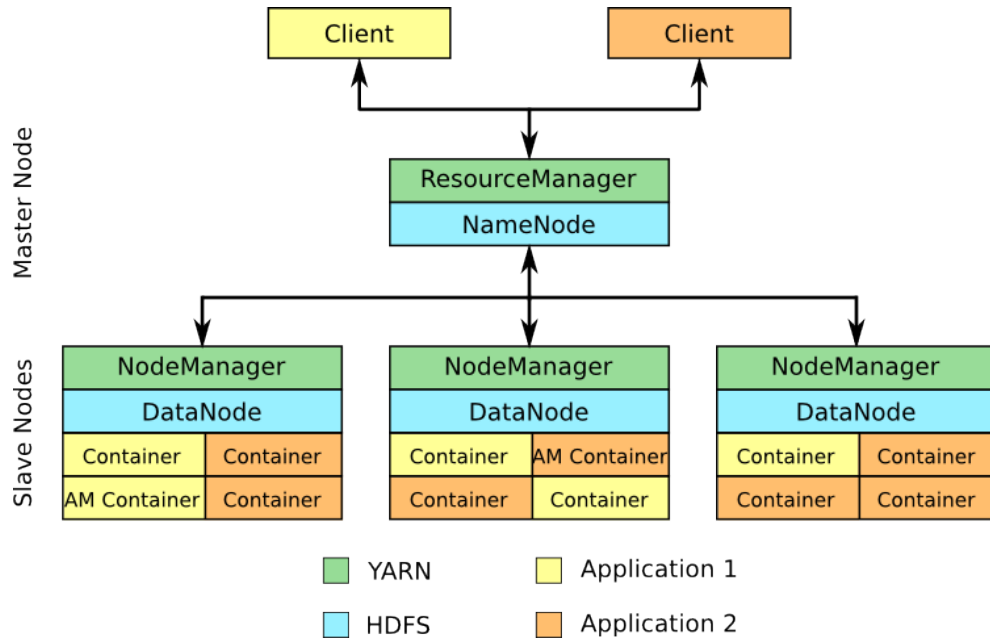 Client
Client
Master Node
ResourceManager
NameNode
Slave Nodes
NodeManager
NodeManager
NodeManager
DataNode
DataNode
DataNode
Container
Container
Container
AM Container
Container
Container
AM Container
Container
Container
Container
Container
Container
YARN
Application 1
HDFS
Application 2